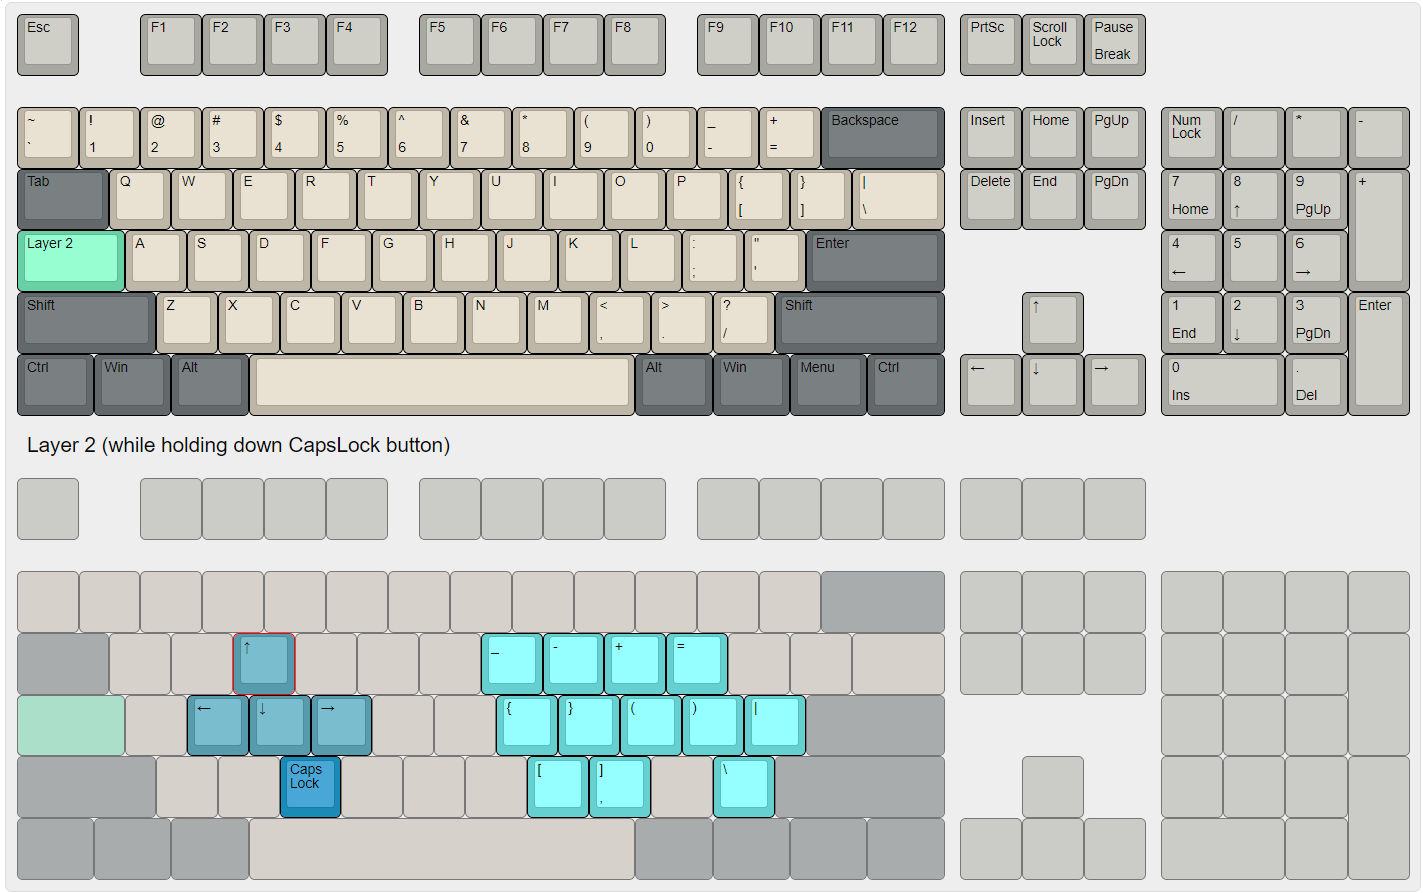 Esc F1 F2 F3 F4 F5 F6 F7 F8 F9 F10 F11 F12 PrtSc Scroll Pause
Lock
Break
~ ! @ # $ % ^ & * ( ) _ + Backspace Insert Home PgUp Num / * -
Lock
` 1 2 3 4 5 6 7 8 9 0 - =
Tab Q W E R T Y U I O P { } | Delete End PgDn 7 8 9 +
[ ] \ Home ↑ PgUp
Layer 2 A S D F G H J K L : " Enter 4 5 6
; ' ← →
Shift Z X C V B N M < > ? Shift ↑ 1 2 3 Enter
, . / End ↓ PgDn
Ctrl Win Alt Alt Win Menu Ctrl ← ↓ → 0 .
Ins Del
Layer 2 (while holding down CapsLock button)
↑ _ - + =
← ↓ → { } ( ) |
Caps [ ] \
Lock
,